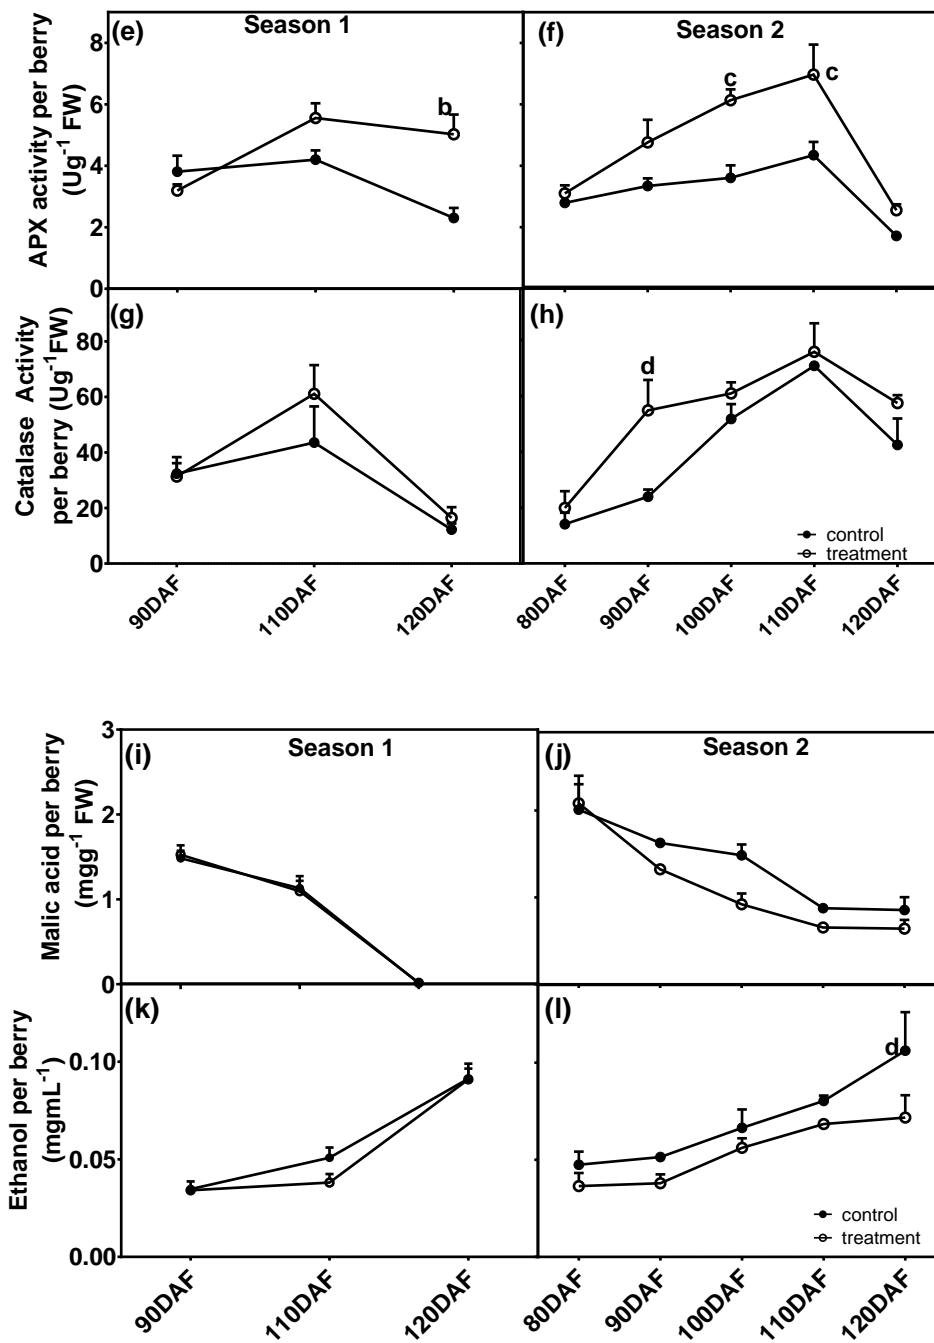 (e)
Season 1
(f)
Season 2
APX activity per berry
(Ug⁻¹ FW)
8
6
4
2
0
b
c
c
(g)
(h)
Catalase Activity
per berry (Ug⁻¹FW)
80
60
40
20
0
d
control
treatment
90DAF
110DAF
120DAF
80DAF
90DAF
100DAF
110DAF
120DAF
(i)
Season 1
(j)
Season 2
Malic acid per berry
(mgg⁻¹ FW)
3
2
1
0
(k)
(l)
Ethanol per berry
(mgmL⁻¹)
0.10
0.05
0.00
d
control
treatment
90DAF
110DAF
120DAF
80DAF
90DAF
100DAF
110DAF
120DAF